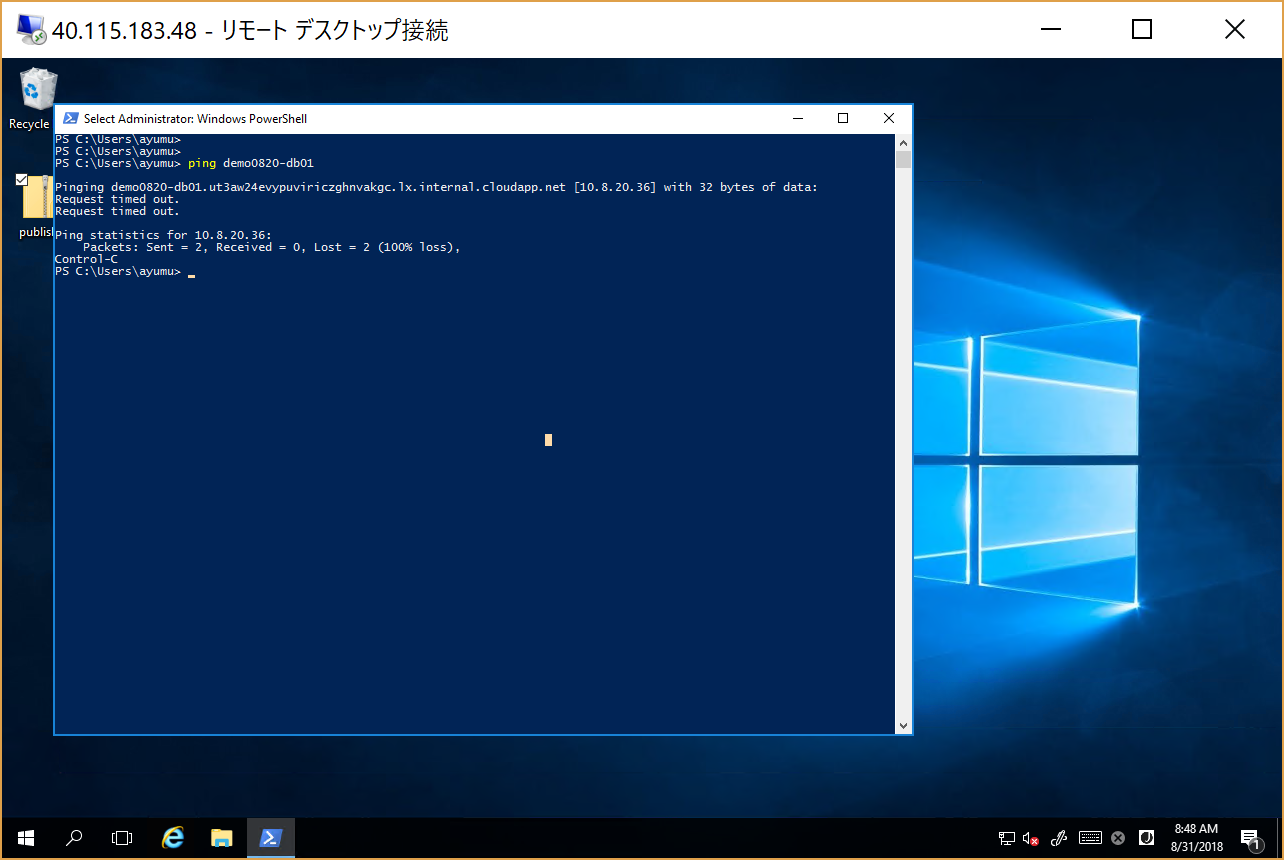 40.115.183.48 - リモート デスクトップ接続
Recycle
Select Administrator: Windows PowerShell
PS C:\Users\ayumu>
PS C:\Users\ayumu>
PS C:\Users\ayumu> ping demo0820-db01
Pinging demo0820-db01.ut3aw24evypuviriczghnvakgc.lx.internal.cloudapp.net [10.8.20.36] with 32 bytes of data:
Request timed out.
Request timed out.
publish
Ping statistics for 10.8.20.36:
    Packets: Sent = 2, Received = 0, Lost = 2 (100% loss),
Control-C
PS C:\Users\ayumu>
8:48 AM
8/31/2018
1